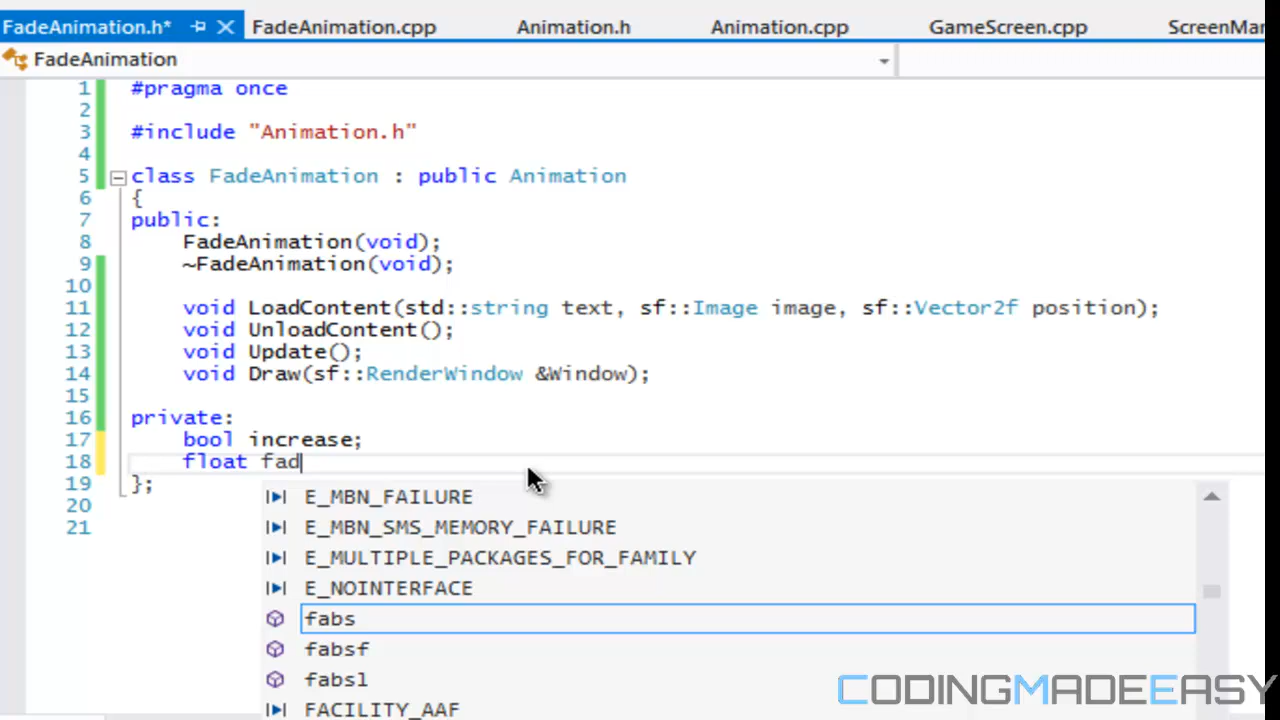 FadeAnimation.h* FadeAnimation.cpp Animation.h Animation.cpp GameScreen.cpp ScreenMar
FadeAnimation
1 #pragma once
2
3 #include "Animation.h"
4
5 class FadeAnimation : public Animation
6 {
7 public:
8 FadeAnimation(void);
9 ~FadeAnimation(void);
10
11 void LoadContent(std::string text, sf::Image image, sf::Vector2f position);
12 void UnloadContent();
13 void Update();
14 void Draw(sf::RenderWindow &Window);
15
16 private:
17 bool increase;
18 float fad
19 };
20
21
E_MBN_FAILURE
E_MBN_SMS_MEMORY_FAILURE
E_MULTIPLE_PACKAGES_FOR_FAMILY
E_NOINTERFACE
fabs
fabsf
fabsl
FACILITY_AAF
CODINGMADEEASY